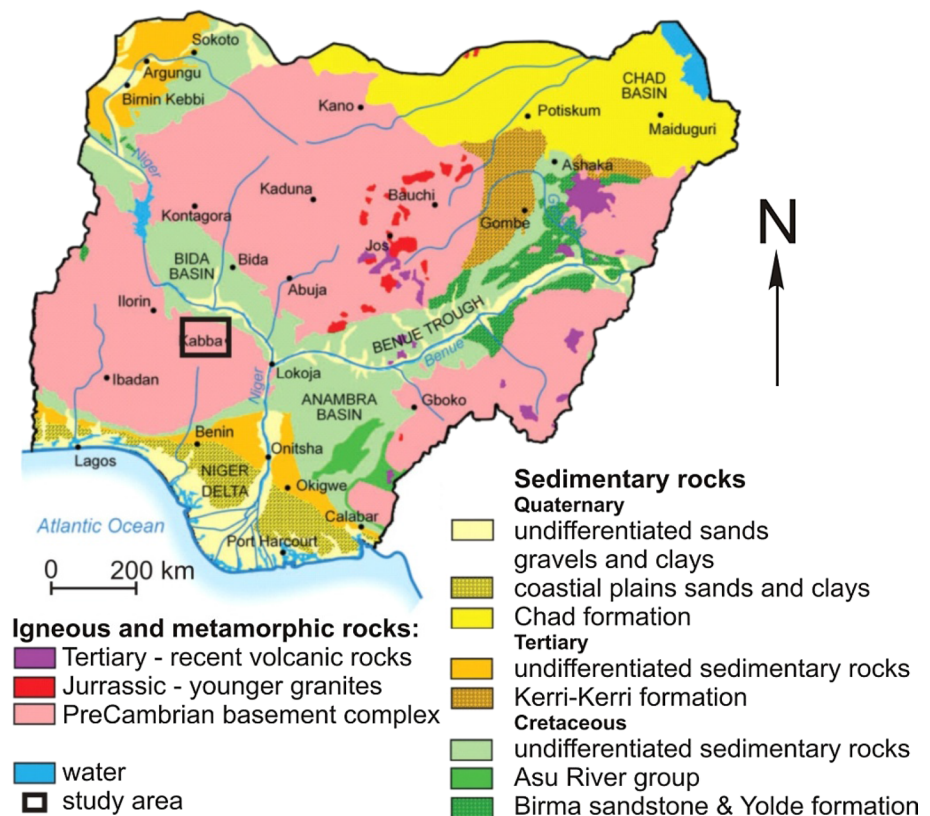 Sokoto
Argungu
Birnin Kebbi
CHAD
BASIN
Kano
Potiskum
Maiduguri
Niger
Ashaka
Kaduna
Bauchi
Kontagora
Gombe
Jos
BIDA
BASIN
Bida
Abuja
Ilorin
BENUE TROUGH
Kabba
Benue
Lokoja
Ibadan
Niger
ANAMBRA
BASIN
Gboko
Benin
Onitsha
Lagos
NIGER
DELTA
Okigwe
Calabar
Port Harcourt
Atlantic Ocean
0 200 km
N
Igneous and metamorphic rocks:
Tertiary - recent volcanic rocks
Jurrassic - younger granites
PreCambrian basement complex
water
study area
Sedimentary rocks
Quaternary
undifferentiated sands
gravels and clays
coastal plains sands and clays
Chad formation
Tertiary
undifferentiated sedimentary rocks
Kerri-Kerri formation
Cretaceous
undifferentiated sedimentary rocks
Asu River group
Birma sandstone & Yolde formation